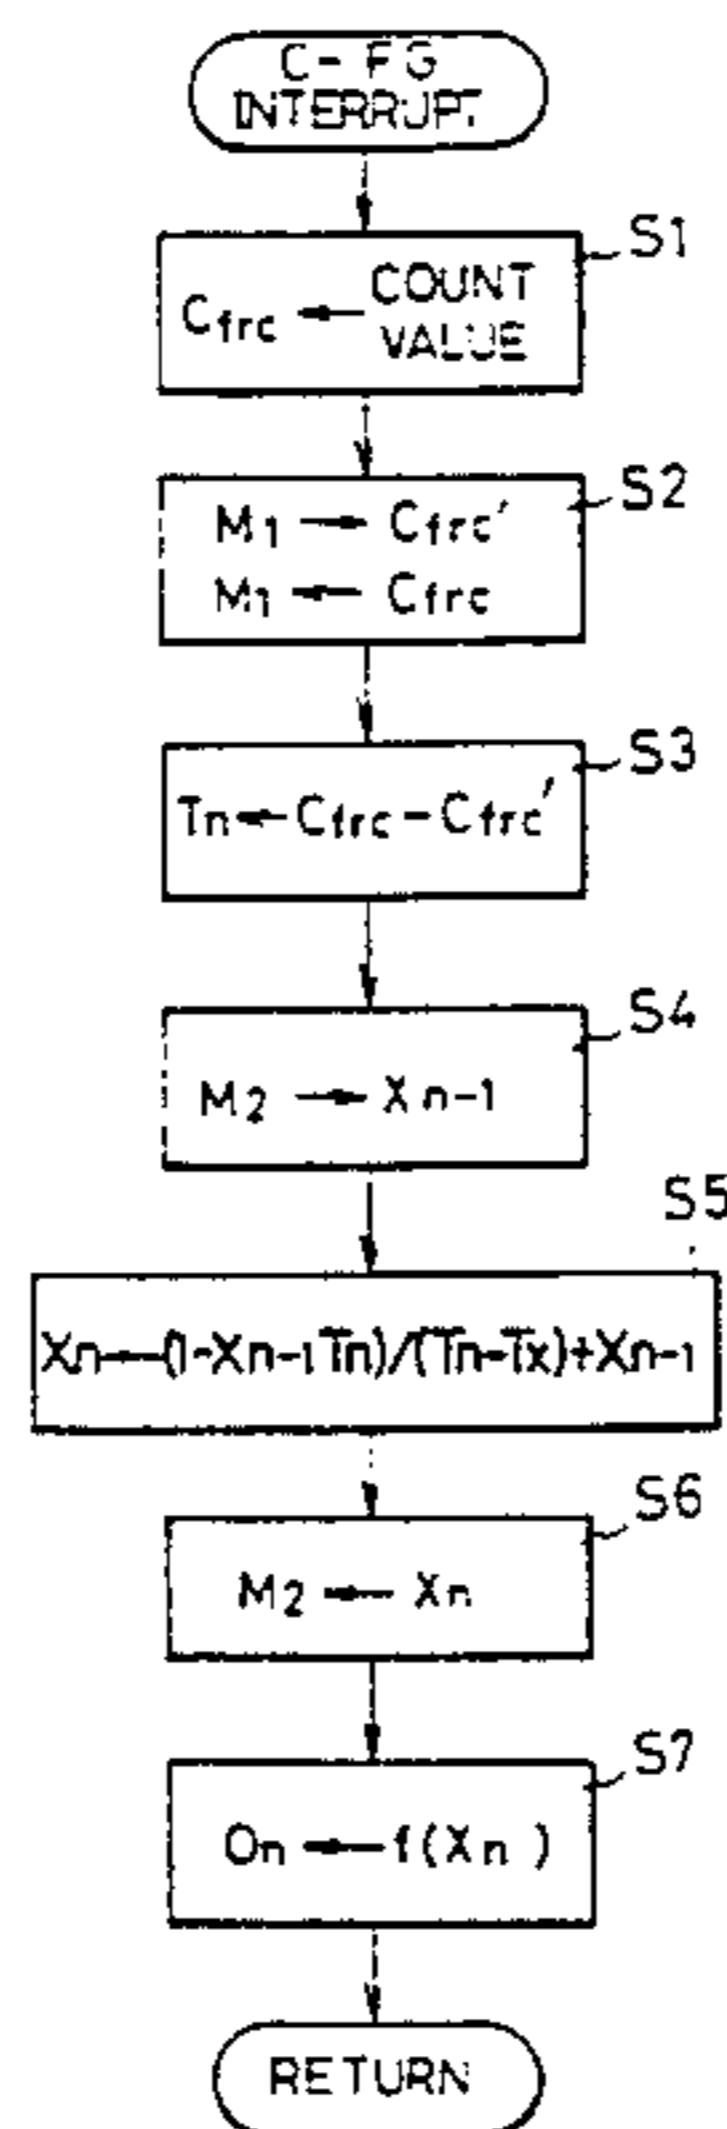 C-FG
INTERRUPT
S1
Cfrc ← COUNT
VALUE
S2
M1 → Cfrc'
M1 ← Cfrc
S3
Tn ← Cfrc - Cfrc'
S4
M2 → Xn-1
S5
Xn ← (1-Xn-1Tn)/(Tn-Tx)+Xn-1
S6
M2 ← Xn
S7
On ← f(Xn)
RETURN